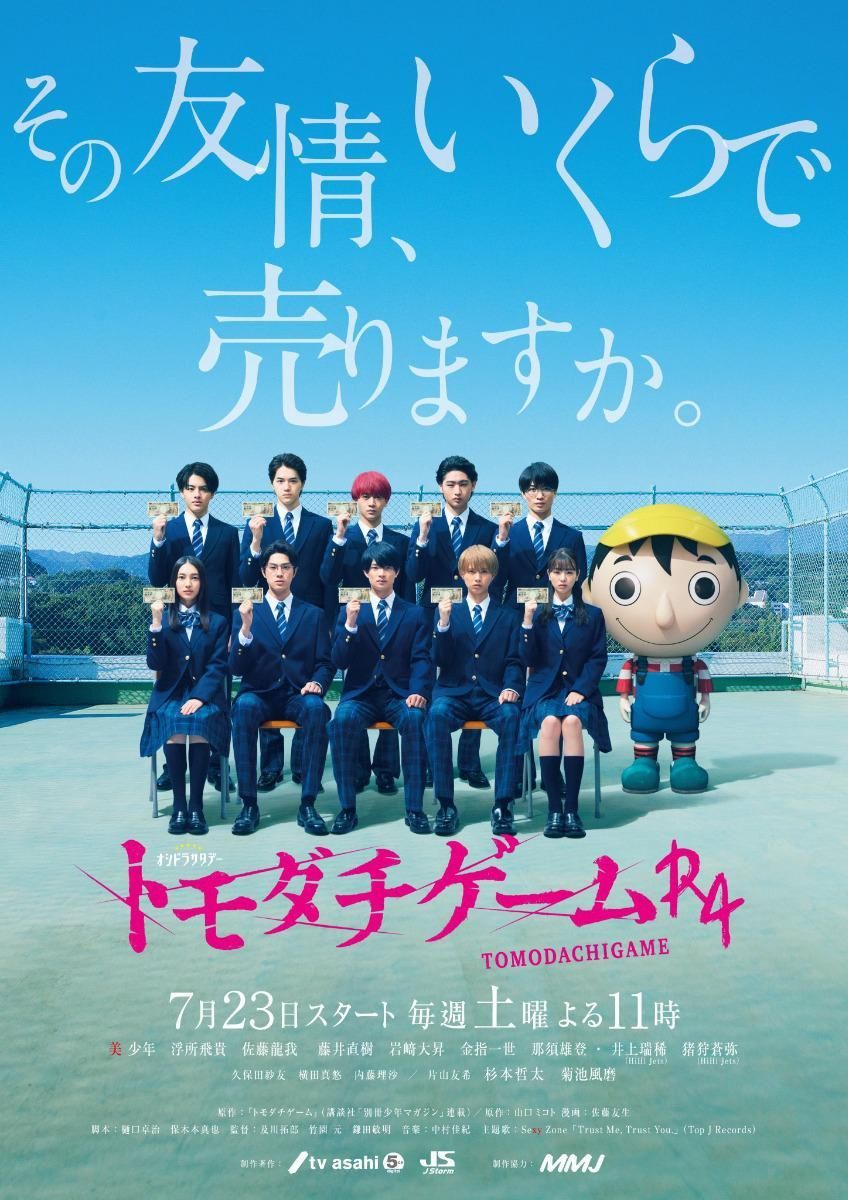 その友情、いくらで
売りますか。
オシドラサタデー
トモダチゲームR4
TOMODACHIGAME
7月23日スタート 毎週土曜よる11時
美 少年 浮所飛貴 佐藤龍我 藤井直樹 岩﨑大昇 金指一世 那須雄登・井上瑞稀 猪狩蒼弥
(HiHi Jets) (HiHi Jets)
久保田紗友 横田真悠 内藤理沙／片山友希 杉本哲太 菊池風磨
原作：「トモダチゲーム」(講談社「別冊少年マガジン」連載)／原作：山口ミコト 漫画：佐藤友生
脚本：樋口卓治 保木本真也 監督：及川拓郎 竹園 元 鎌田敏明 音楽：中村佳紀 主題歌：Sexy Zone「Trust Me, Trust You.」(Top J Records)
制作著作： tv asahi 5 digital JS J Storm 制作協力： MMJ